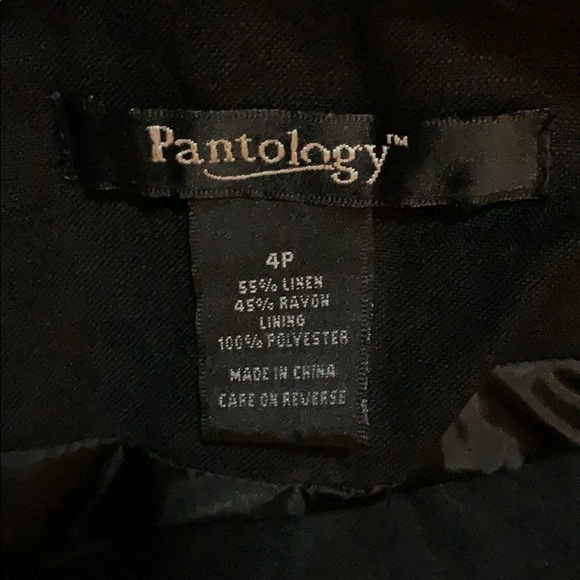 Pantology™
4P
55% LINEN
45% RAYON
LINING
100% POLYESTER
MADE IN CHINA
CARE ON REVERSE